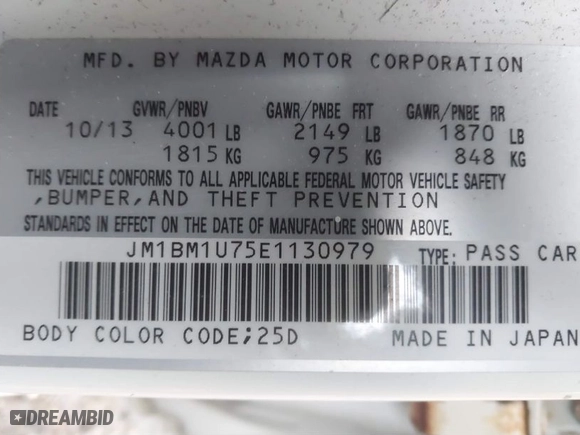 MFD. BY MAZDA MOTOR CORPORATION
DATE GVWR/PNBV GAWR/PNBE FRT GAWR/PNBE RR
10/13 4001 LB 2149 LB 1870 LB
1815 KG 975 KG 848 KG
THIS VEHICLE CONFORMS TO ALL APPLICABLE FEDERAL MOTOR VEHICLE SAFETY
,BUMPER,AND THEFT PREVENTION
STANDARDS IN EFFECT ON THE DATE OF MANUFACTURE SHOWN ABOVE.
JM1BM1U75E1130979 TYPE: PASS CAR
BODY COLOR CODE;25D MADE IN JAPAN
DREAMBID